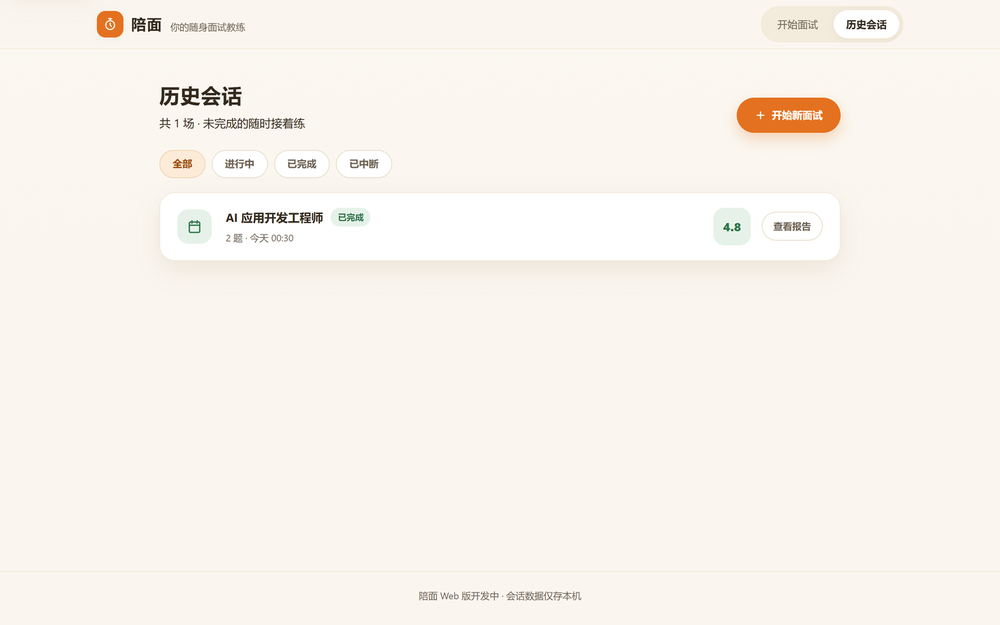 陪面 你的随身面试教练 开始面试 历史会话
历史会话
共 1 场 · 未完成的随时接着练
+ 开始新面试
全部 进行中 已完成 已中断
AI 应用开发工程师 已完成
2 题 · 今天 00:30
4.8 查看报告
陪面 Web 版开发中 · 会话数据仅存本机